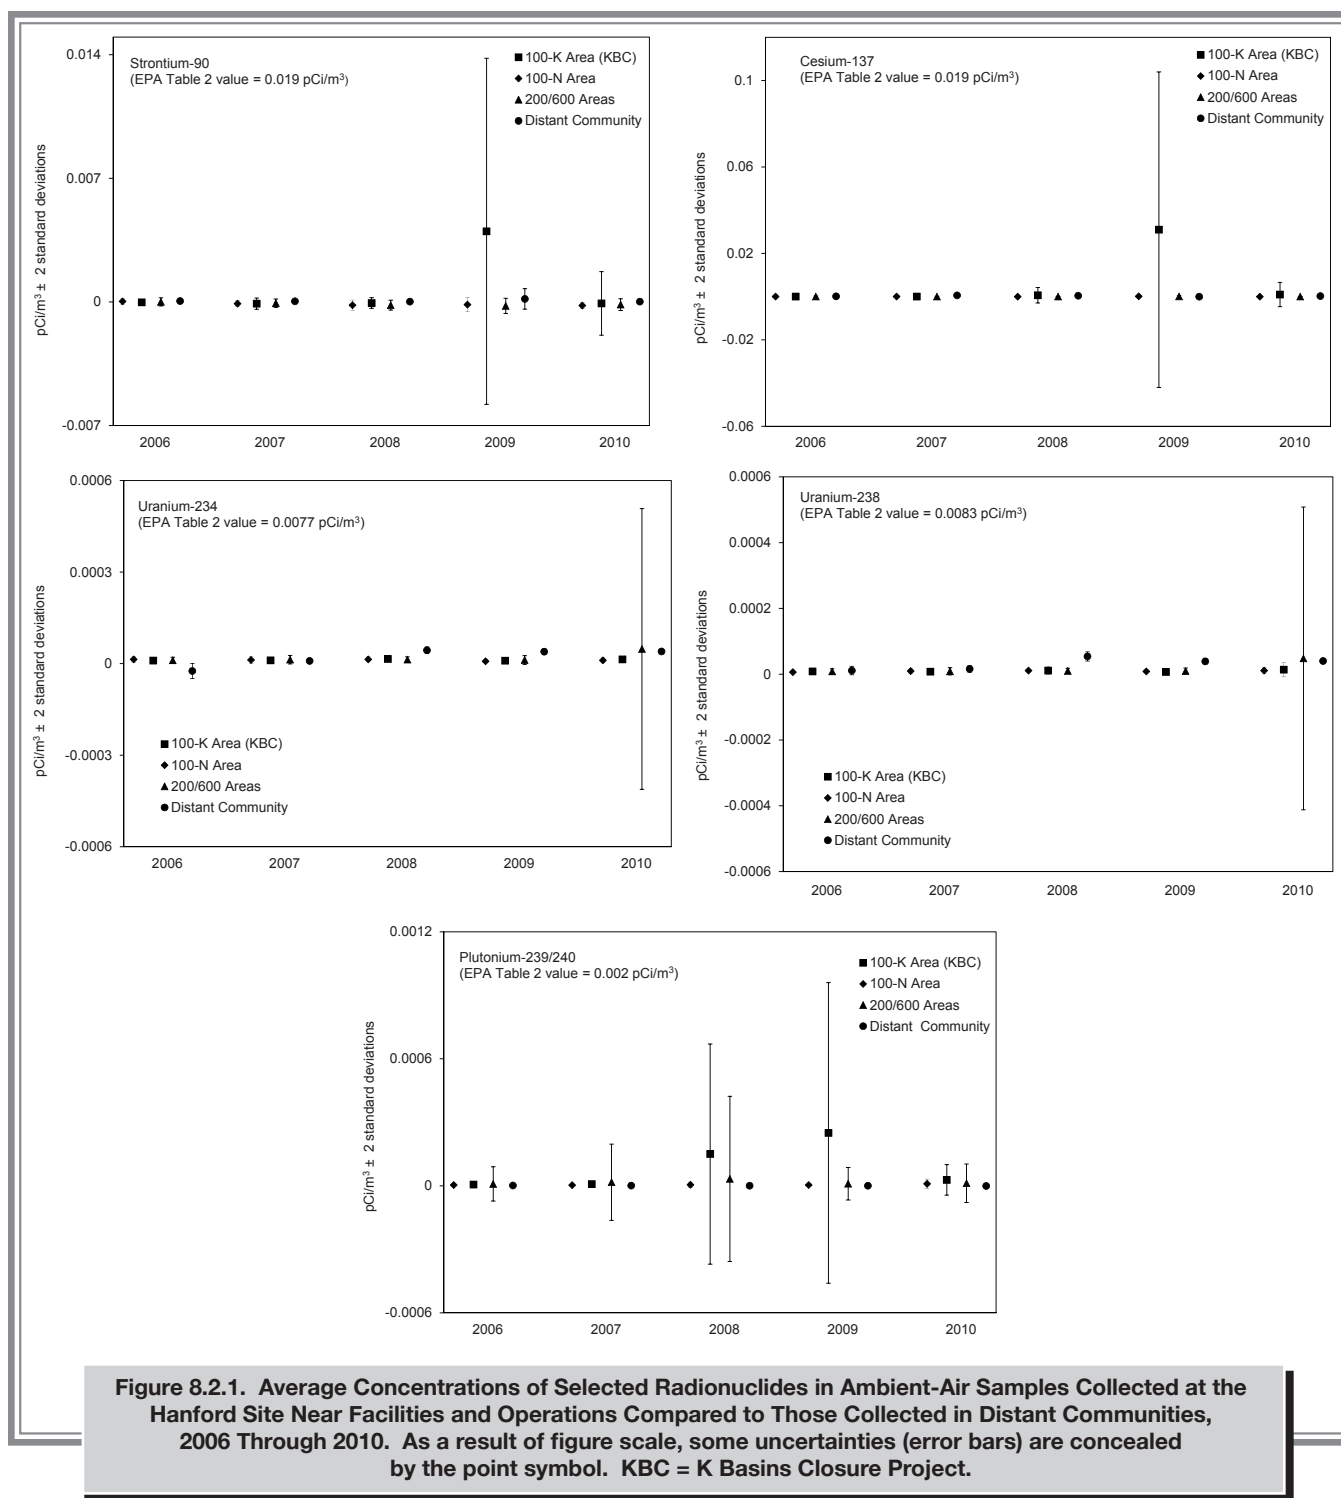 Strontium-90
(EPA Table 2 value = 0.019 pCi/m³)
100-K Area (KBC)
100-N Area
200/600 Areas
Distant Community
pCi/m³ ± 2 standard deviations
0.014
0.007
0
-0.007
2006 2007 2008 2009 2010
Cesium-137
(EPA Table 2 value = 0.019 pCi/m³)
100-K Area (KBC)
100-N Area
200/600 Areas
Distant Community
pCi/m³ ± 2 standard deviations
0.1
0.06
0.02
-0.02
-0.06
2006 2007 2008 2009 2010
Uranium-234
(EPA Table 2 value = 0.0077 pCi/m³)
pCi/m³ ± 2 standard deviations
0.0006
0.0003
0
-0.0003
-0.0006
100-K Area (KBC)
100-N Area
200/600 Areas
Distant Community
2006 2007 2008 2009 2010
Uranium-238
(EPA Table 2 value = 0.0083 pCi/m³)
pCi/m³ ± 2 standard deviations
0.0006
0.0004
0.0002
0
-0.0002
-0.0004
-0.0006
100-K Area (KBC)
100-N Area
200/600 Areas
Distant Community
2006 2007 2008 2009 2010
Plutonium-239/240
(EPA Table 2 value = 0.002 pCi/m³)
100-K Area (KBC)
100-N Area
200/600 Areas
Distant Community
pCi/m³ ± 2 standard deviations
0.0012
0.0006
0
-0.0006
2006 2007 2008 2009 2010
Figure 8.2.1. Average Concentrations of Selected Radionuclides in Ambient-Air Samples Collected at the
Hanford Site Near Facilities and Operations Compared to Those Collected in Distant Communities,
2006 Through 2010. As a result of figure scale, some uncertainties (error bars) are concealed
by the point symbol. KBC = K Basins Closure Project.